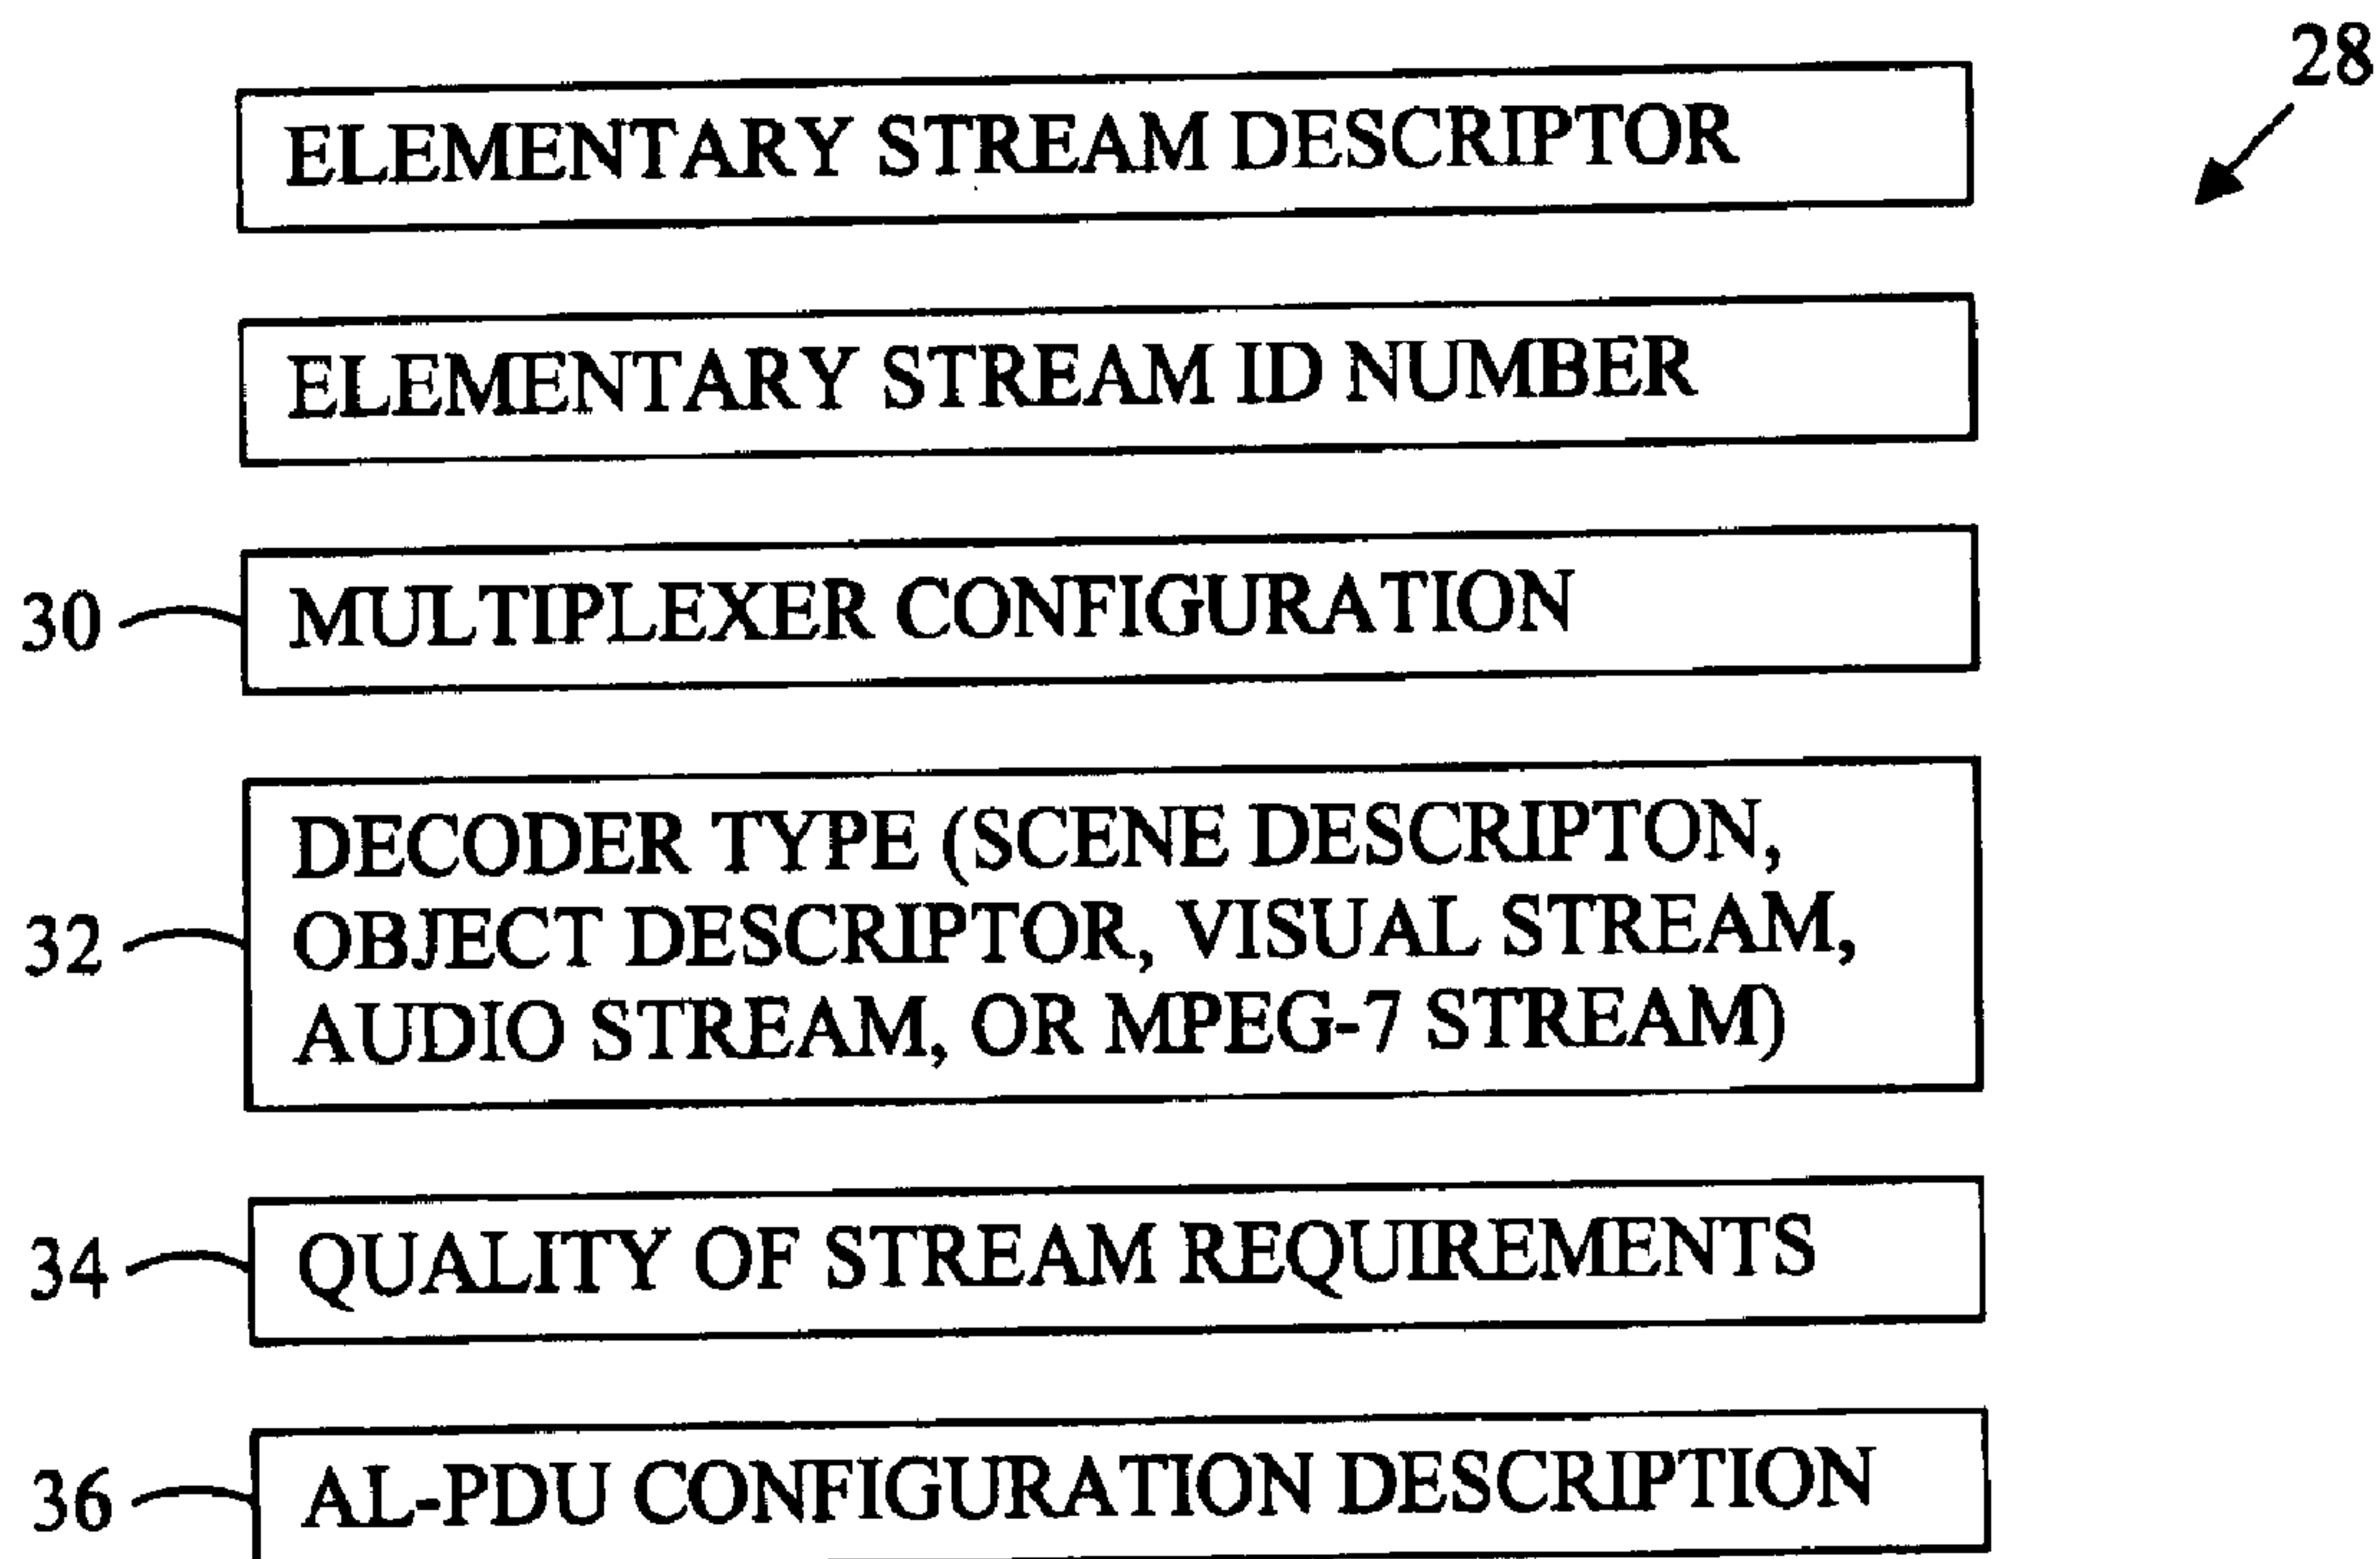 28
ELEMENTARY STREAM DESCRIPTOR
ELEMENTARY STREAM ID NUMBER
30 MULTIPLEXER CONFIGURATION
DECODER TYPE (SCENE DESCRIPTON,
32 OBJECT DESCRIPTOR, VISUAL STREAM,
AUDIO STREAM, OR MPEG-7 STREAM)
34 QUALITY OF STREAM REQUIREMENTS
36 AL-PDU CONFIGURATION DESCRIPTION